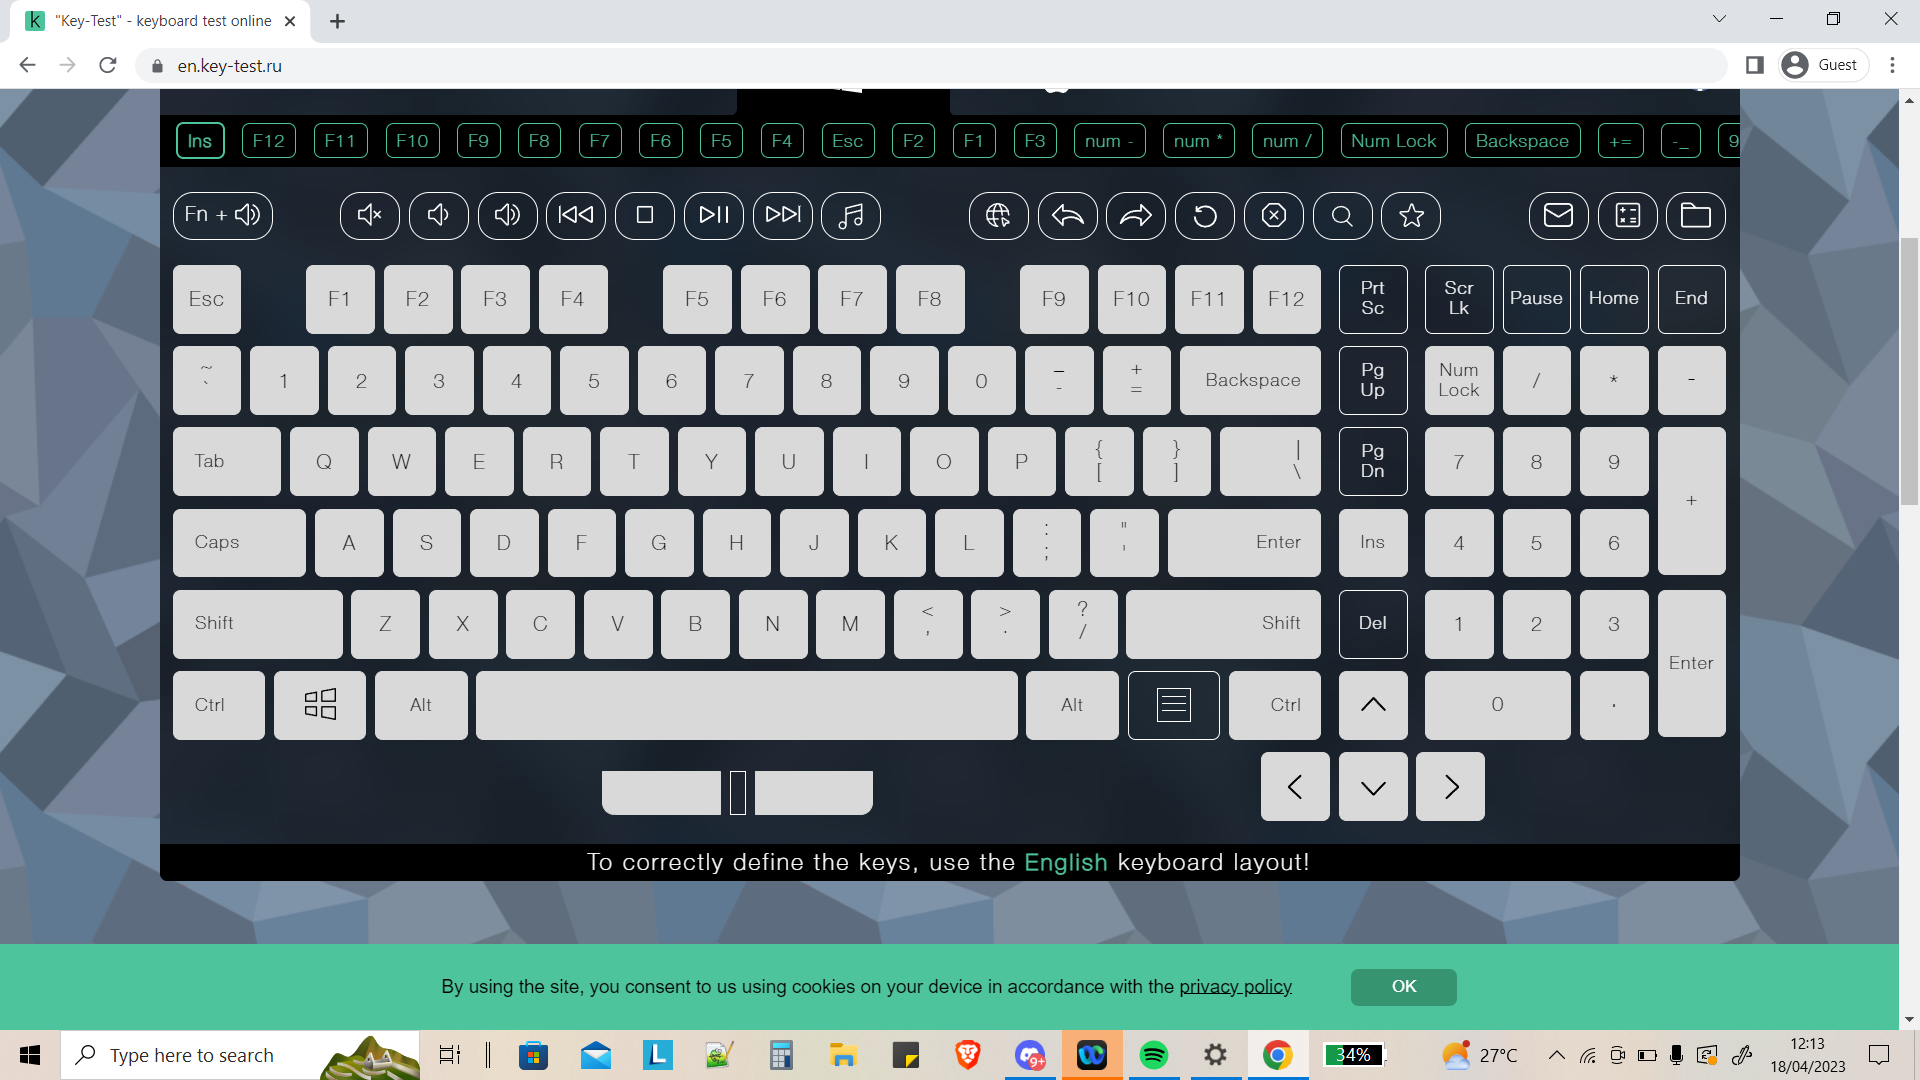 k "Key-Test" - keyboard test online
en.key-test.ru
Guest
Ins F12 F11 F10 F9 F8 F7 F6 F5 F4 Esc F2 F1 F3 num - num * num / Num Lock Backspace += -_ 9
Fn +
Esc F1 F2 F3 F4 F5 F6 F7 F8 F9 F10 F11 F12 Prt Sc Scr Lk Pause Home End
~ ` 1 2 3 4 5 6 7 8 9 0 _ - + = Backspace Pg Up Num Lock / * -
Tab Q W E R T Y U I O P { [ } ] | \ Pg Dn 7 8 9 +
Caps A S D F G H J K L : ; " ' Enter Ins 4 5 6
Shift Z X C V B N M < , > . ? / Shift Del 1 2 3 Enter
Ctrl Alt Alt Ctrl 0 .
To correctly define the keys, use the English keyboard layout!
By using the site, you consent to us using cookies on your device in accordance with the privacy policy OK
Type here to search L 9+ 34% 27°C 12:13
18/04/2023